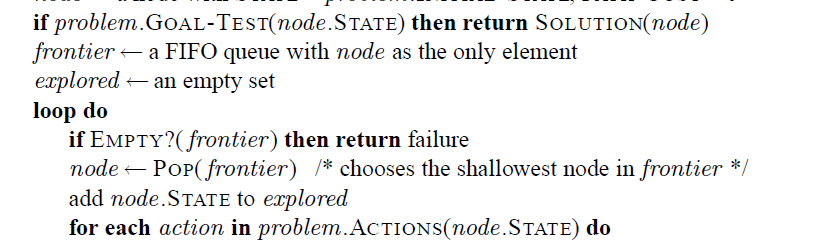 if problem.GOAL-TEST(node.STATE) then return SOLUTION(node)
frontier ← a FIFO queue with node as the only element
explored ← an empty set
loop do
if EMPTY?(frontier) then return failure
node ← POP(frontier) /* chooses the shallowest node in frontier */
add node.STATE to explored
for each action in problem.ACTIONS(node.STATE) do